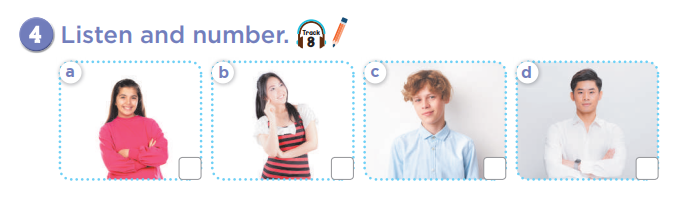 4 Listen and number. Track 8
a b c d